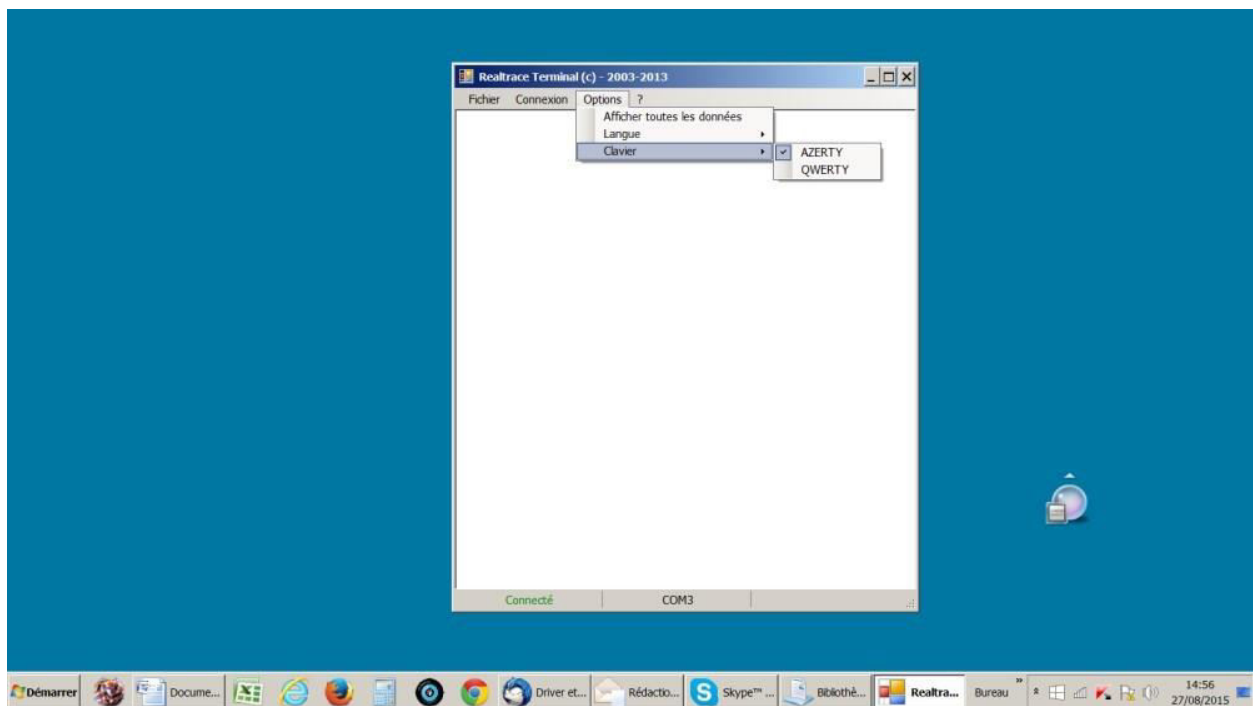 Realtrace Terminal (c) - 2003-2013
Fichier Connexion Options ?
Afficher toutes les données
Langue
Clavier
AZERTY
QWERTY
Connecté COM3
Démarrer Docume... Driver et... Rédactio... Skype™ ... Bibliothè... Realtra... Bureau 14:56
27/08/2015